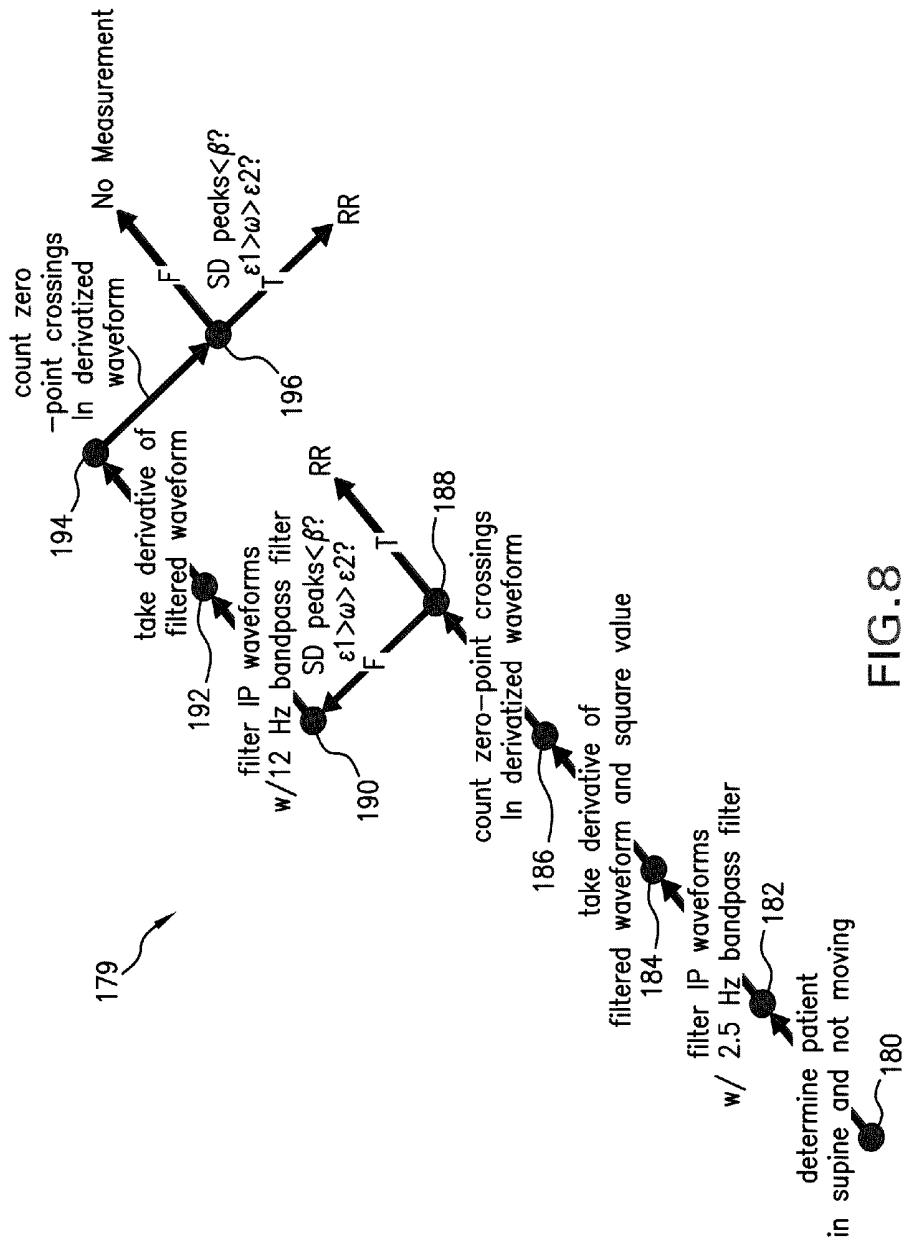 179
180
determine patient
in supine and not moving
182
filter IP waveforms
w/ 2.5 Hz bandpass filter
184
take derivative of
filtered waveform and square value
186
count zero-point crossings
In derivatized waveform
188
T
RR
F
SD peaks<β?
ε1>ω>ε2?
190
filter IP waveforms
w/12 Hz bandpass filter
192
take derivative of
filtered waveform
194
count zero
-point crossings
In derivatized
waveform
196
F
No Measurement
SD peaks<β?
ε1>ω>ε2?
T
RR
FIG.8